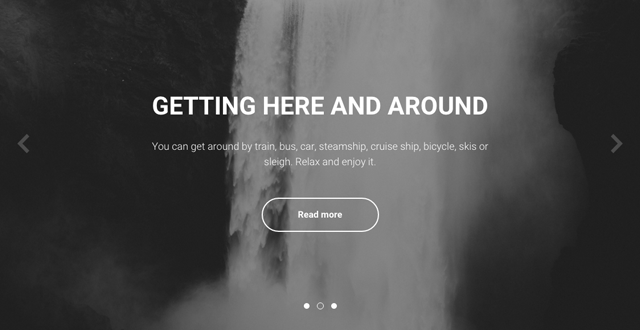 GETTING HERE AND AROUND
You can get around by train, bus, car, steamship, cruise ship, bicycle, skis or
sleigh. Relax and enjoy it.
Read more